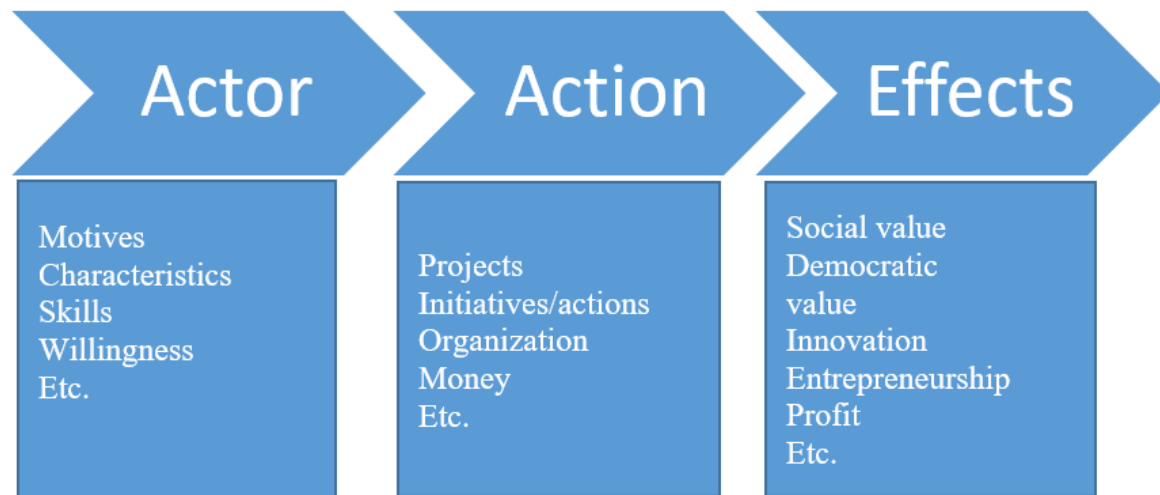 Actor
Motives
Characteristics
Skills
Willingness
Etc.
Action
Projects
Initiatives/actions
Organization
Money
Etc.
Effects
Social value
Democratic
value
Innovation
Entrepreneurship
Profit
Etc.